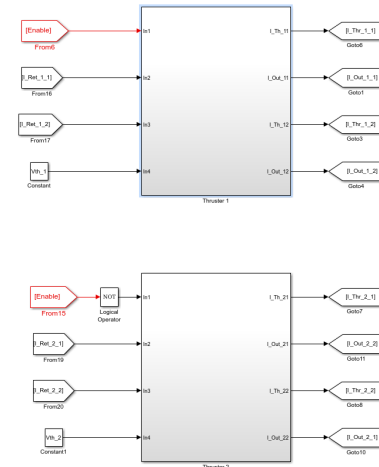 [Enable]
From6
In1
I_Th_11
[I_Thr_1_1]
Goto6
[I_Ret_1_1]
From16
In2
I_Out_11
[I_Out_1_1]
Goto1
[I_Ret_1_2]
From17
In3
I_Th_12
[I_Thr_1_2]
Goto3
Vth_1
Constant
In4
I_Out_12
[I_Out_1_2]
Goto4
Thruster 1
[Enable]
From15
NOT
Logical
Operator
In1
I_Th_21
[I_Thr_2_1]
Goto7
[I_Ret_2_1]
From19
In2
I_Out_21
[I_Out_2_2]
Goto11
[I_Ret_2_2]
From20
In3
I_Th_22
[I_Thr_2_2]
Goto8
Vth_2
Constant1
In4
I_Out_22
[I_Out_2_1]
Goto10
Thruster 2